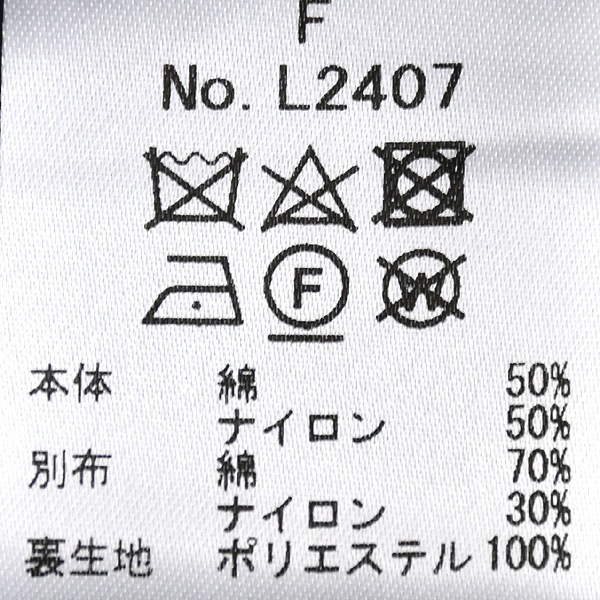 F
No. L2407
F W
本体 綿 50%
ナイロン 50%
別布 綿 70%
ナイロン 30%
裏生地 ポリエステル 100%